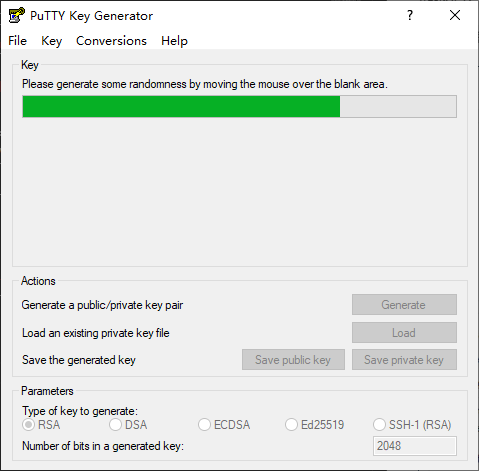 PuTTY Key Generator ?
File Key Conversions Help
Key
Please generate some randomness by moving the mouse over the blank area.
Actions
Generate a public/private key pair Generate
Load an existing private key file Load
Save the generated key Save public key Save private key
Parameters
Type of key to generate:
RSA DSA ECDSA Ed25519 SSH-1 (RSA)
Number of bits in a generated key: 2048